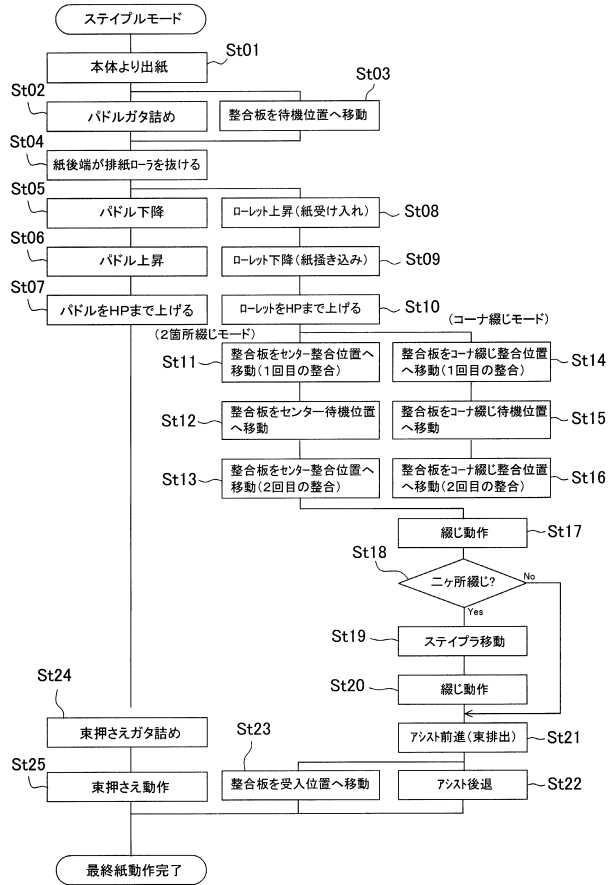 ステイプルモード
St01
本体より出紙
St02
パドルガタ詰め
St03
整合板を待機位置へ移動
St04
紙後端が排紙ローラを抜ける
St05
パドル下降
ローレット上昇(紙受け入れ)
St08
St06
パドル上昇
ローレット下降(紙掻き込み)
St09
St07
パドルをHPまで上げる
ローレットをHPまで上げる
St10
(2箇所綴じモード)
(コーナ綴じモード)
St11
整合板をセンター整合位置へ
移動(1回目の整合)
整合板をコーナ綴じ整合位置
へ移動(1回目の整合)
St14
St12
整合板をセンター待機位置
へ移動
整合板をコーナ綴じ待機位置
へ移動
St15
St13
整合板をセンター整合位置へ
移動(2回目の整合)
整合板をコーナ綴じ整合位置
へ移動(2回目の整合)
St16
綴じ動作
St17
St18
二ヶ所綴じ?
No
Yes
St19
ステイプラ移動
St20
綴じ動作
St24
束押さえガタ詰め
St23
アシスト前進(束排出)
St21
St25
束押さえ動作
整合板を受入位置へ移動
アシスト後退
St22
最終紙動作完了